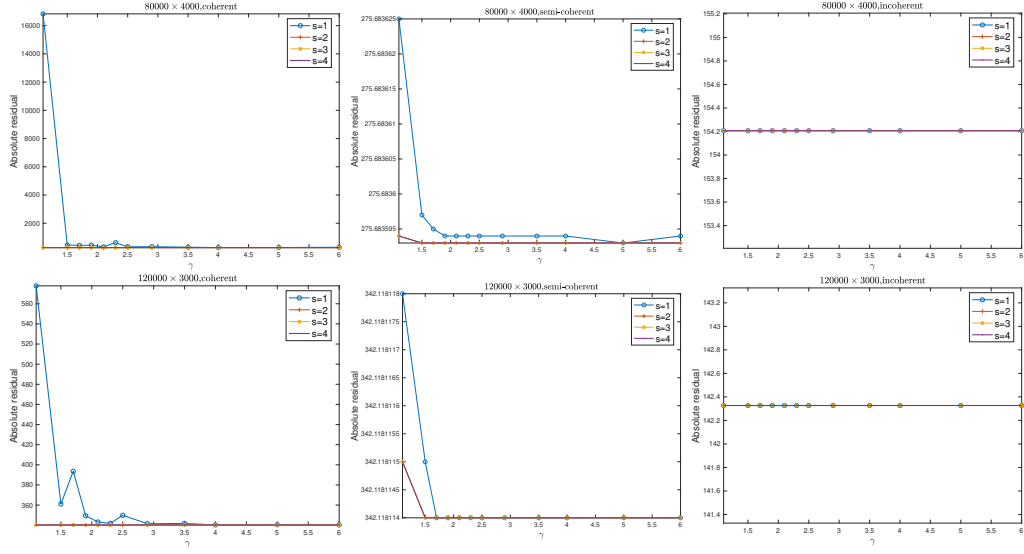 80000 × 4000,coherent
16000
14000
12000
10000
8000
6000
4000
2000
Absolute residual
1.5 2 2.5 3 3.5 4 4.5 5 5.5 6
γ
s=1
s=2
s=3
s=4
80000 × 4000,semi-coherent
275.683625
275.68362
275.683615
275.68361
275.683605
275.6836
275.683595
Absolute residual
1.5 2 2.5 3 3.5 4 4.5 5 5.5 6
γ
s=1
s=2
s=3
s=4
80000 × 4000,incoherent
155.2
155
154.8
154.6
154.4
154.2
154
153.8
153.6
153.4
Absolute residual
1.5 2 2.5 3 3.5 4 4.5 5 5.5 6
γ
s=1
s=2
s=3
s=4
120000 × 3000,coherent
560
540
520
500
480
460
440
420
400
380
360
Absolute residual
1.5 2 2.5 3 3.5 4 4.5 5 5.5 6
γ
s=1
s=2
s=3
s=4
120000 × 3000,semi-coherent
342.118118
342.1181175
342.118117
342.1181165
342.118116
342.1181155
342.118115
342.1181145
342.118114
Absolute residual
1.5 2 2.5 3 3.5 4 4.5 5 5.5 6
γ
s=1
s=2
s=3
s=4
120000 × 3000,incoherent
143.2
143
142.8
142.6
142.4
142.2
142
141.8
141.6
141.4
Absolute residual
1.5 2 2.5 3 3.5 4 4.5 5 5.5 6
γ
s=1
s=2
s=3
s=4